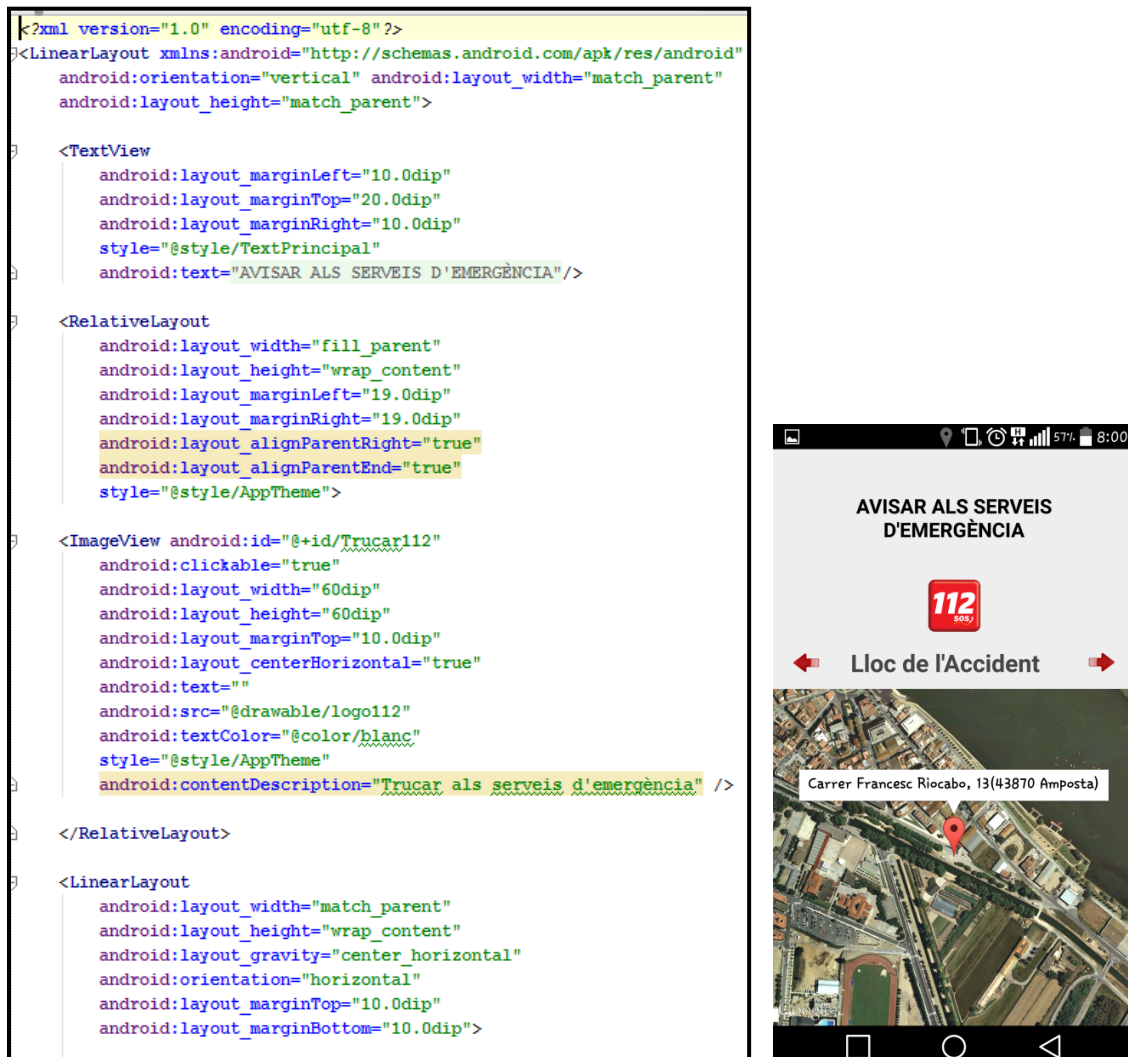 <?xml version="1.0" encoding="utf-8"?>
<LinearLayout xmlns:android="http://schemas.android.com/apk/res/android"
android:orientation="vertical" android:layout_width="match_parent"
android:layout_height="match_parent">
<TextView
android:layout_marginLeft="10.0dip"
android:layout_marginTop="20.0dip"
android:layout_marginRight="10.0dip"
style="@style/TextPrincipal"
android:text="AVISAR ALS SERVEIS D'EMERGÈNCIA"/>
<RelativeLayout
android:layout_width="fill_parent"
android:layout_height="wrap_content"
android:layout_marginLeft="19.0dip"
android:layout_marginRight="19.0dip"
android:layout_alignParentRight="true"
android:layout_alignParentEnd="true"
style="@style/AppTheme">
<ImageView android:id="@+id/Trucar112"
android:clickable="true"
android:layout_width="60dip"
android:layout_height="60dip"
android:layout_marginTop="10.0dip"
android:layout_centerHorizontal="true"
android:text=""
android:src="@drawable/logo112"
android:textColor="@color/blanc"
style="@style/AppTheme"
android:contentDescription="Trucar als serveis d'emergència" />
</RelativeLayout>
<LinearLayout
android:layout_width="match_parent"
android:layout_height="wrap_content"
android:layout_gravity="center_horizontal"
android:orientation="horizontal"
android:layout_marginTop="10.0dip"
android:layout_marginBottom="10.0dip">
H 57% 8:00
AVISAR ALS SERVEIS
D'EMERGÈNCIA
112
SOS
Lloc de l'Accident
Carrer Francesc Riocabo, 13(43870 Amposta)
Google